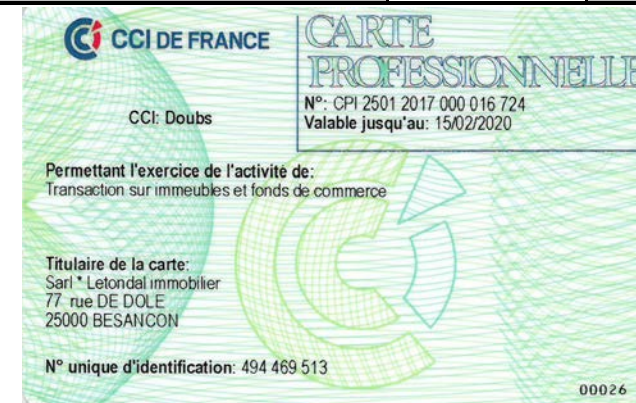 CCI DE FRANCE
CARTE
PROFESSIONNELLE
N°: CPI 2501 2017 000 016 724
Valable jusqu'au: 15/02/2020
CCI: Doubs
Permettant l'exercice de l'activité de:
Transaction sur immeubles et fonds de commerce
Titulaire de la carte:
Sarl * Letondal immobilier
77 rue DE DOLE
25000 BESANCON
N° unique d'identification: 494 469 513
00026